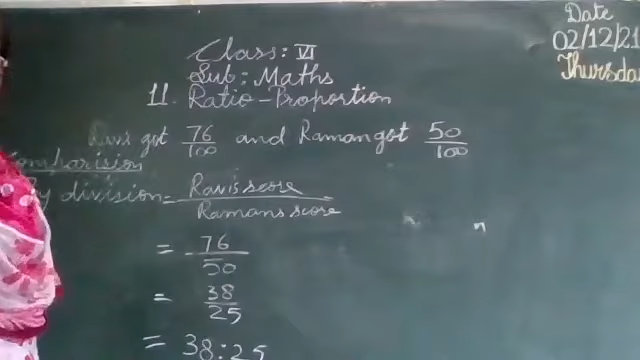 Date
02/12/21
Thursda
Class: VI
Sub: Maths
11. Ratio-Proportion
Ravi got 76/100 and Raman got 50/100
Comparision
By division = Ravis score / Ramans score
= 76/50
= 38/25
= 38:25